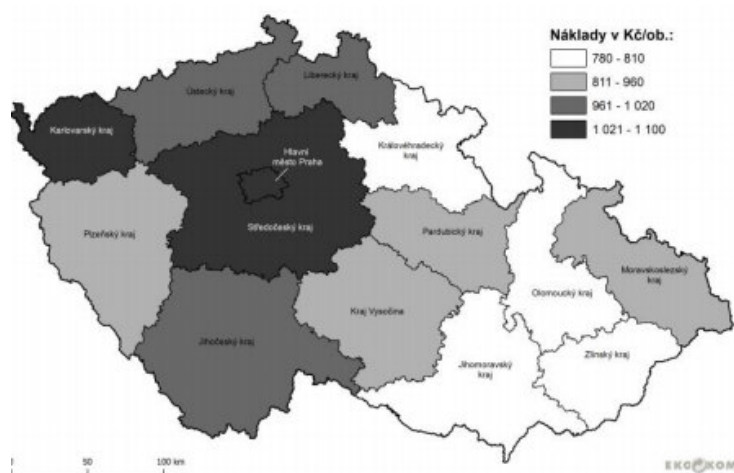 Náklady v Kč/ob.:
780 - 810
811 - 960
961 - 1 020
1 021 - 1 100
Liberecký kraj
Ústecký kraj
Karlovarský kraj
Královéhradecký
kraj
Hlavní
město Praha
Středočeský kraj
Plzeňský kraj
Pardubický kraj
Moravskoslezský
kraj
Olomoucký kraj
Kraj Vysočina
Jihočeský kraj
Jihomoravský
kraj
Zlínský kraj
0 50 100 km
EKO KOM